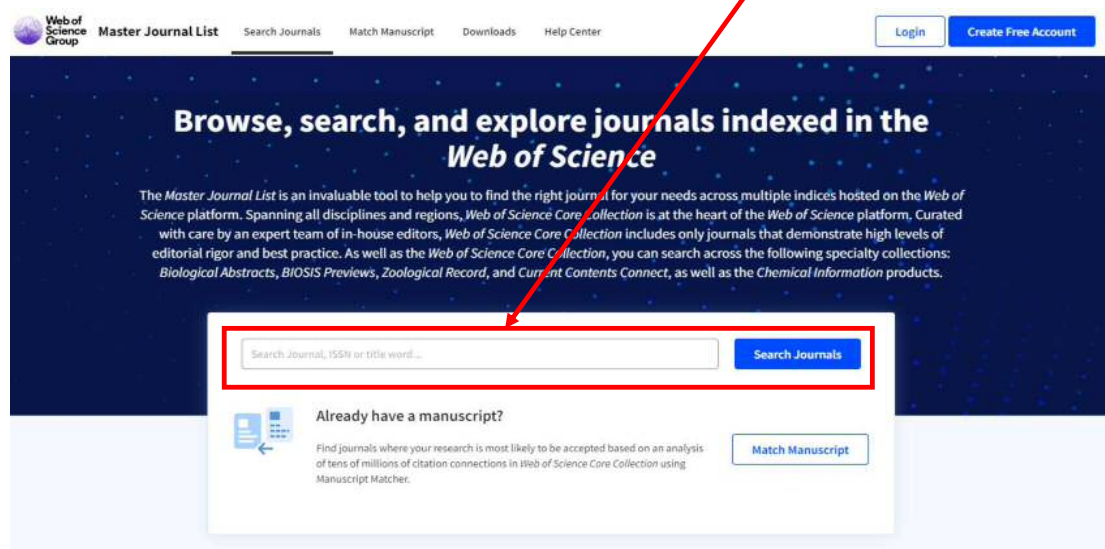 Web of
Science
Group
Master Journal List
Search Journals
Match Manuscript
Downloads
Help Center
Login
Create Free Account
Browse, search, and explore journals indexed in the
Web of Science
The Master Journal List is an invaluable tool to help you to find the right journal for your needs across multiple indices hosted on the Web of
Science platform. Spanning all disciplines and regions, Web of Science Core Collection is at the heart of the Web of Science platform. Curated
with care by an expert team of in-house editors, Web of Science Core Collection includes only journals that demonstrate high levels of
editorial rigor and best practice. As well as the Web of Science Core Collection, you can search across the following specialty collections:
Biological Abstracts, BIOSIS Previews, Zoological Record, and Current Contents Connect, as well as the Chemical Information products.
Search Journal, ISSN or title word...
Search Journals
Already have a manuscript?
Find journals where your research is most likely to be accepted based on an analysis
of tens of millions of citation connections in Web of Science Core Collection using
Manuscript Matcher.
Match Manuscript